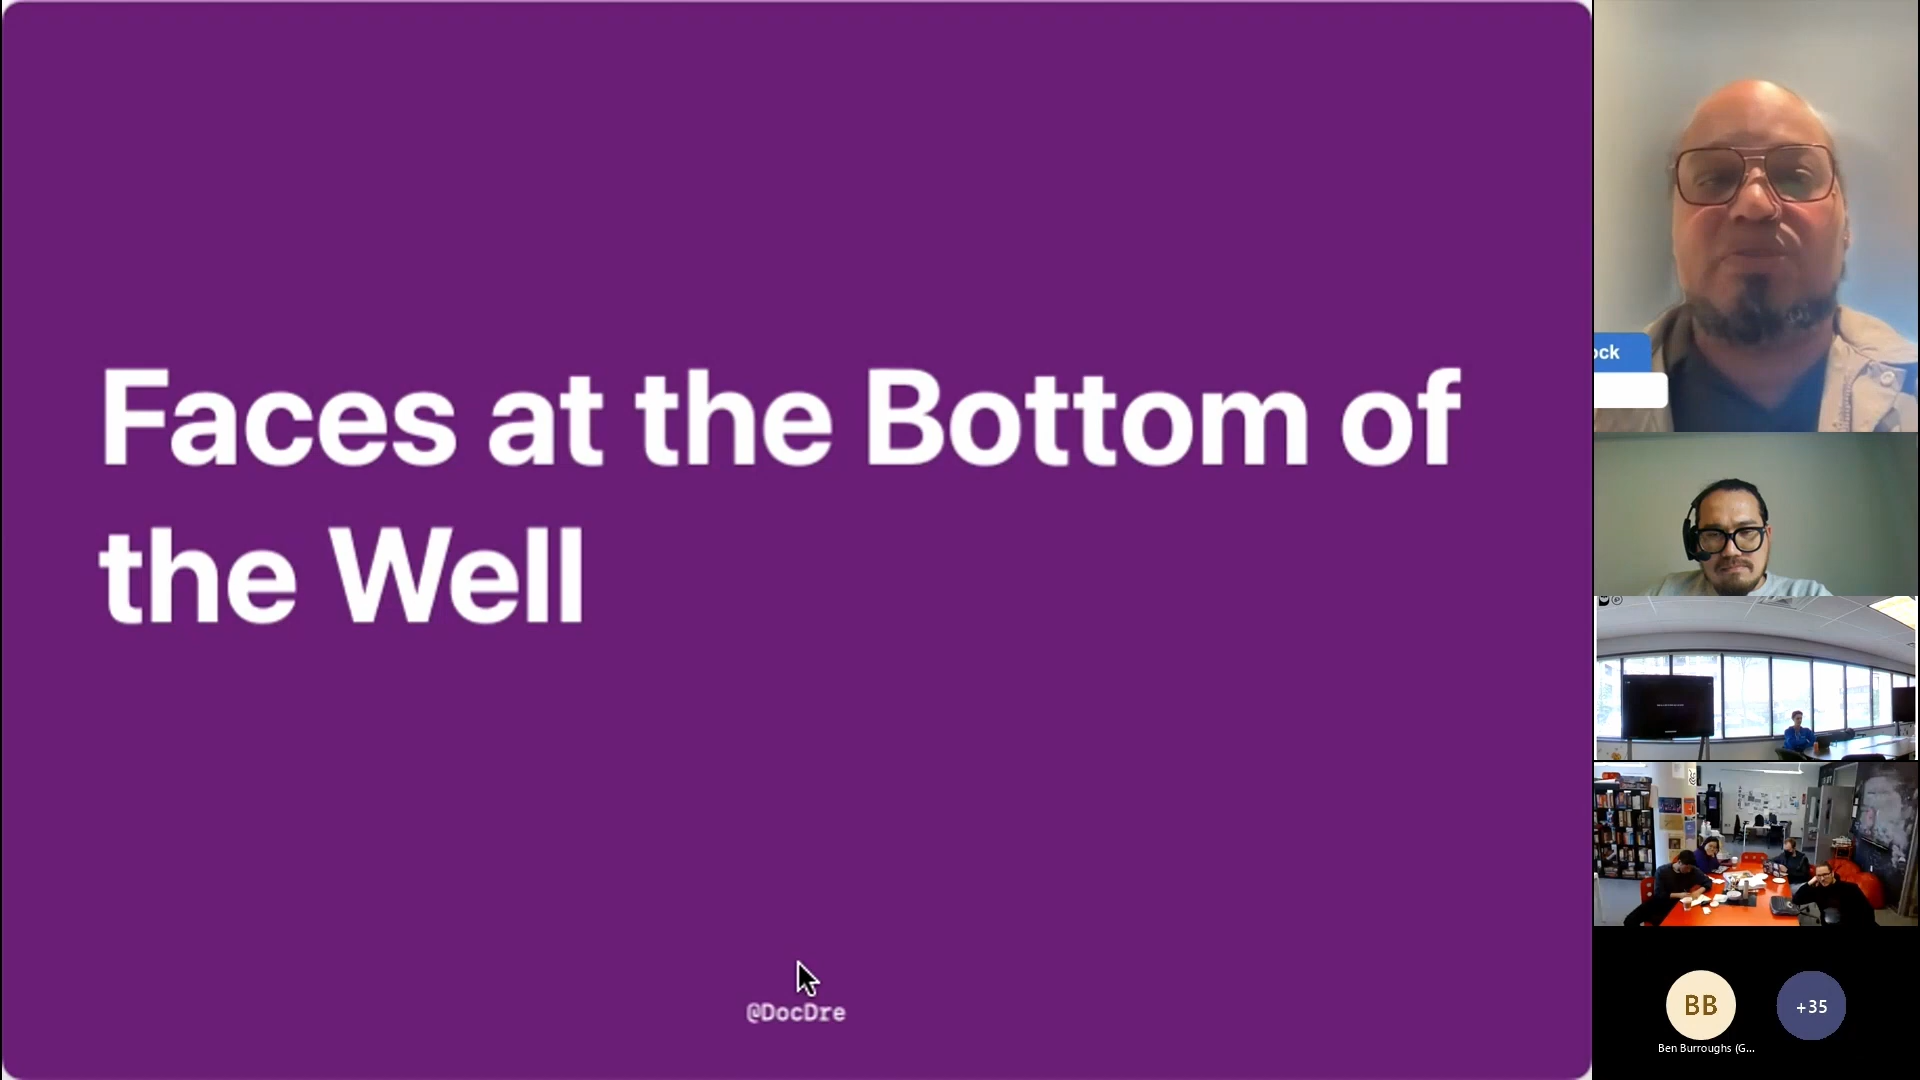 Faces at the Bottom of
the Well
@DocDre
ock
BB
+35
Ben Burroughs (G...